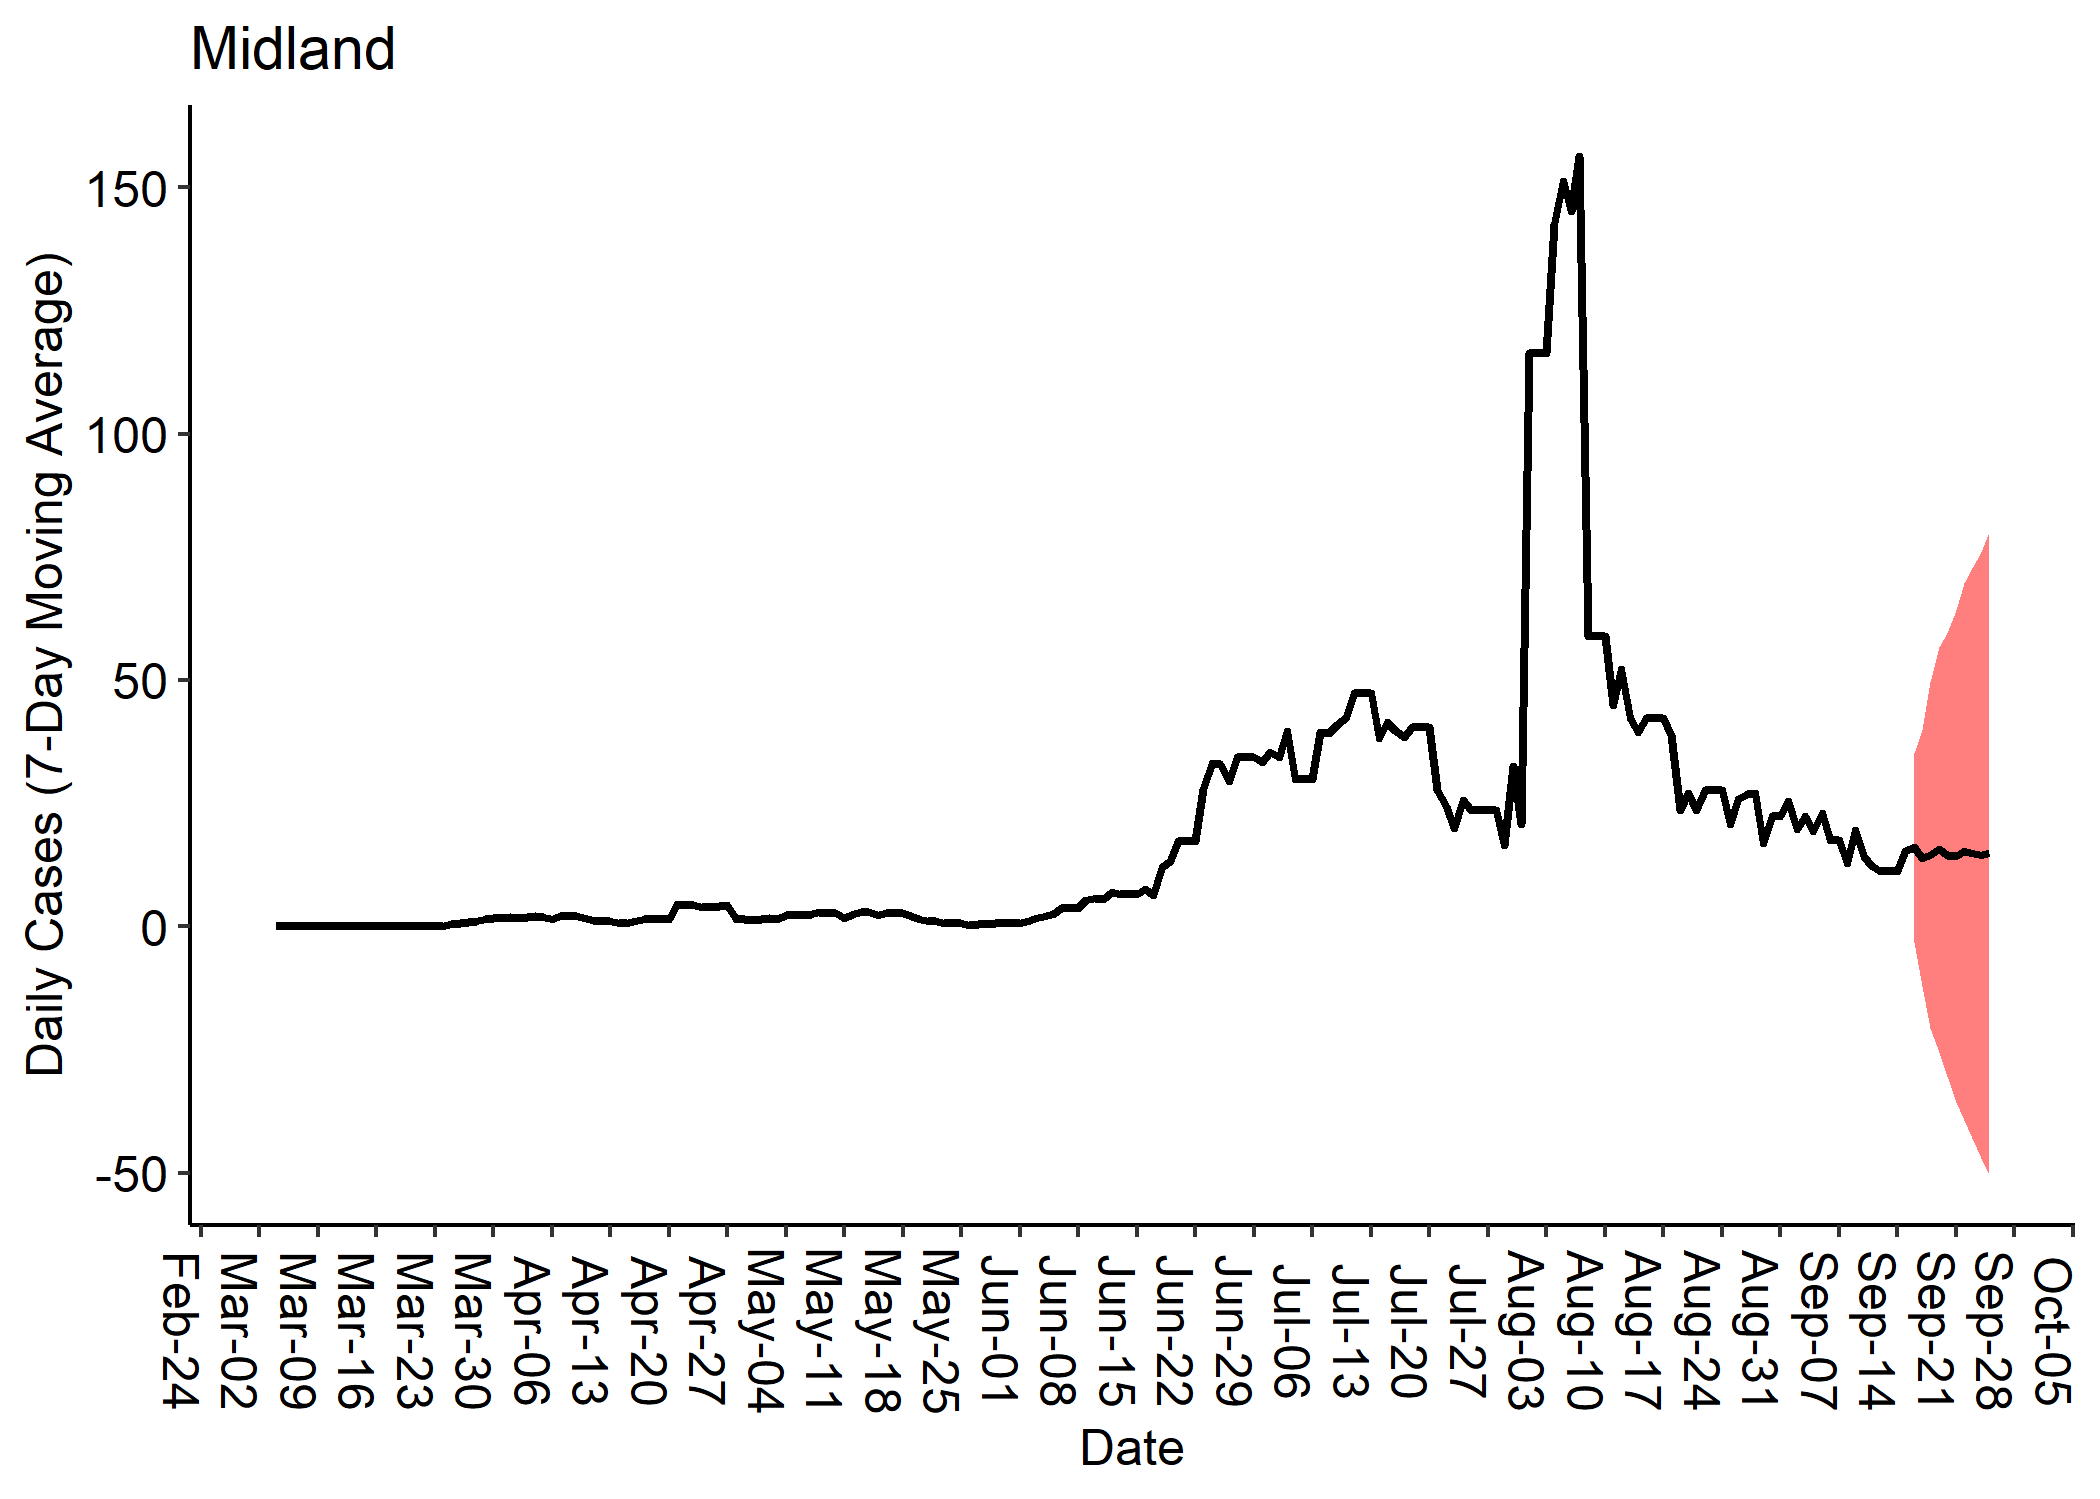 Midland
Daily Cases (7-Day Moving Average)
150
100
50
0
-50
Feb-24
Mar-02
Mar-09
Mar-16
Mar-23
Mar-30
Apr-06
Apr-13
Apr-20
Apr-27
May-04
May-11
May-18
May-25
Jun-01
Jun-08
Jun-15
Jun-22
Jun-29
Jul-06
Jul-13
Jul-20
Jul-27
Aug-03
Aug-10
Aug-17
Aug-24
Aug-31
Sep-07
Sep-14
Sep-21
Sep-28
Oct-05
Date